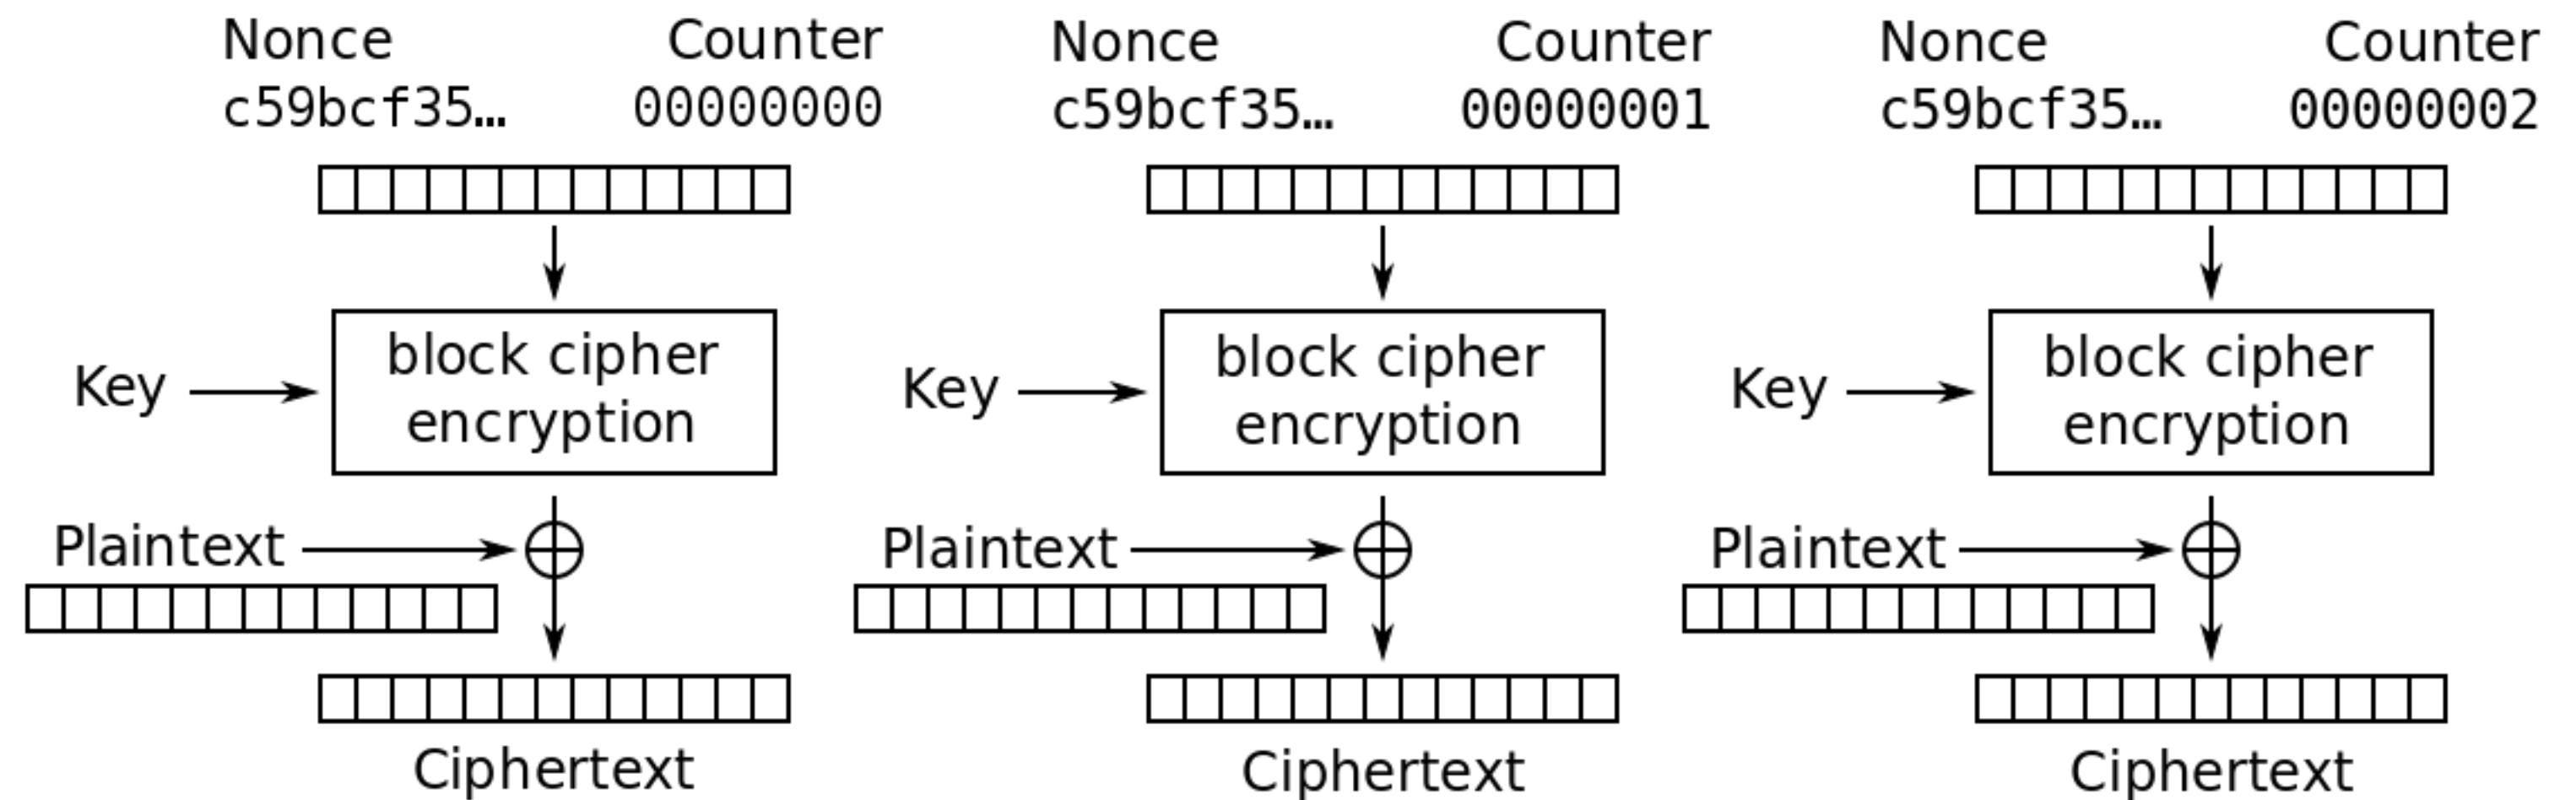 Nonce Counter Nonce Counter Nonce Counter
c59bcf35… 00000000 c59bcf35… 00000001 c59bcf35… 00000002
block cipher block cipher block cipher
Key Key Key
encryption encryption encryption
Plaintext Plaintext Plaintext
Ciphertext Ciphertext Ciphertext